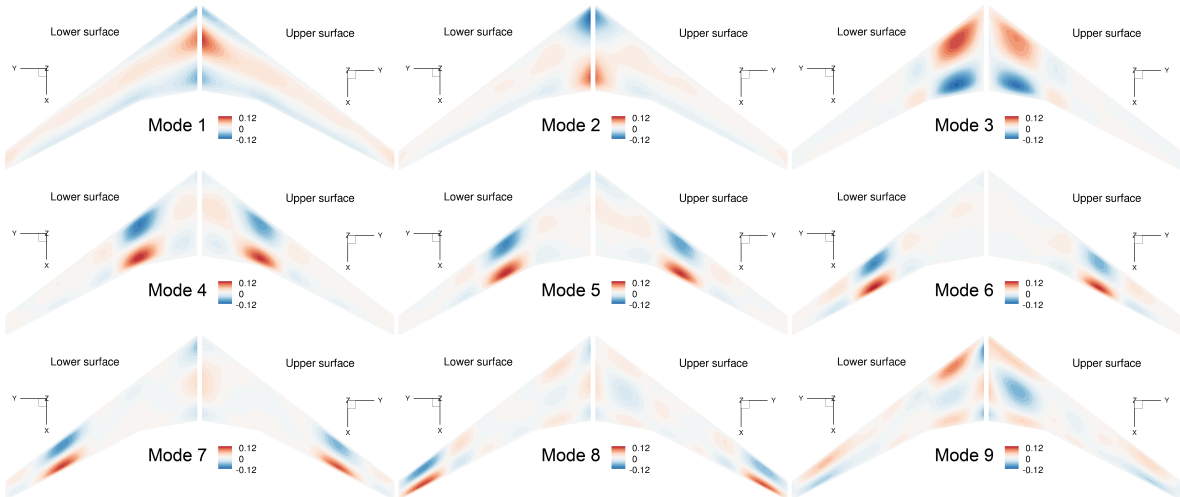 Lower surface
Upper surface
Y Z
X
Z Y
X
Mode 1
0.12
0
-0.12
Lower surface
Upper surface
Y Z
X
Z Y
X
Mode 2
0.12
0
-0.12
Lower surface
Upper surface
Y Z
X
Z Y
X
Mode 3
0.12
0
-0.12
Lower surface
Upper surface
Y Z
X
Z Y
X
Mode 4
0.12
0
-0.12
Lower surface
Upper surface
Y Z
X
Z Y
X
Mode 5
0.12
0
-0.12
Lower surface
Upper surface
Y Z
X
Z Y
X
Mode 6
0.12
0
-0.12
Lower surface
Upper surface
Y Z
X
Z Y
X
Mode 7
0.12
0
-0.12
Lower surface
Upper surface
Y Z
X
Z Y
X
Mode 8
0.12
0
-0.12
Lower surface
Upper surface
Y Z
X
Z Y
X
Mode 9
0.12
0
-0.12